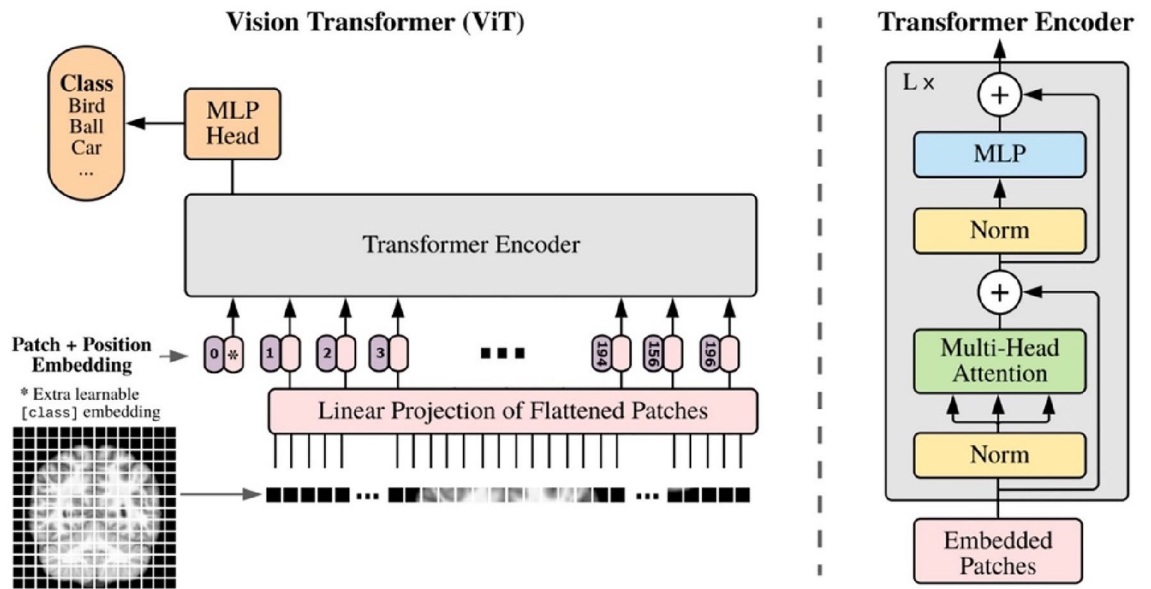 Vision Transformer (ViT)
Class
Bird
Ball
Car
...
MLP
Head
Transformer Encoder
Patch + Position
Embedding
0 * 1 2 3 ... 194 156 196
* Extra learnable
[class] embedding
Linear Projection of Flattened Patches
... ...
Transformer Encoder
L x
+
MLP
Norm
+
Multi-Head
Attention
Norm
Embedded
Patches